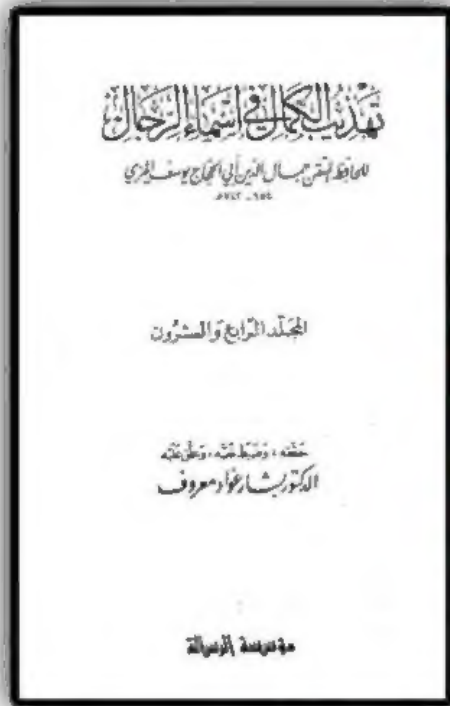 تهذيب الكمال في أسماء الرجال
للحافظ المتقن جمال الدين أبي الحجاج يوسف المزي
٦٥٤ - ٧٤٢هـ
المجلد الرابع والعشرون
حققه، وضبط نصه، وعلق عليه
الدكتور بشار عواد معروف
مؤسسة الرسالة